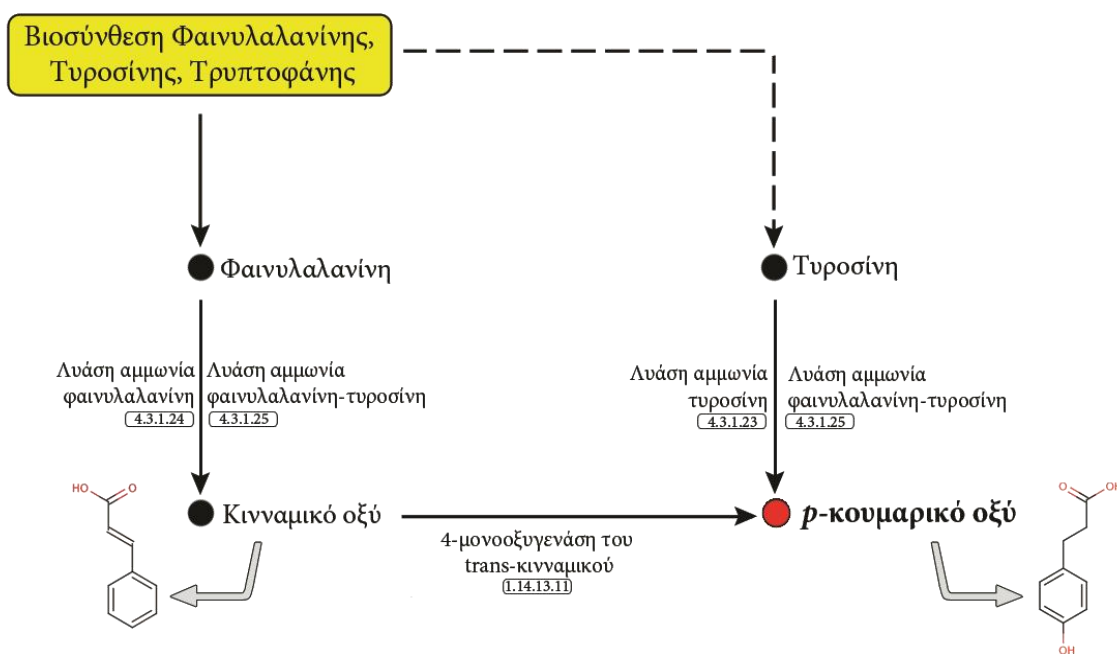 Βιοσύνθεση Φαινυλαλανίνης,
Τυροσίνης, Τρυπτοφάνης
Φαινυλαλανίνη
Τυροσίνη
Λυάση αμμωνία
φαινυλαλανίνη
4.3.1.24
Λυάση αμμωνία
φαινυλαλανίνη-τυροσίνη
4.3.1.25
Λυάση αμμωνία
τυροσίνη
4.3.1.23
Λυάση αμμωνία
φαινυλαλανίνη-τυροσίνη
4.3.1.25
HO
O
Κινναμικό οξύ
4-μονοοξυγενάση του
trans-κινναμικού
1.14.13.11
p-κουμαρικό οξύ
O
OH
OH